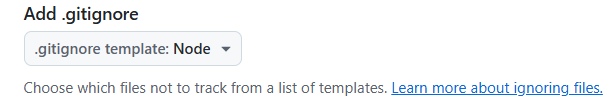 Add .gitignore
.gitignore template: Node
Choose which files not to track from a list of templates. Learn more about ignoring files.